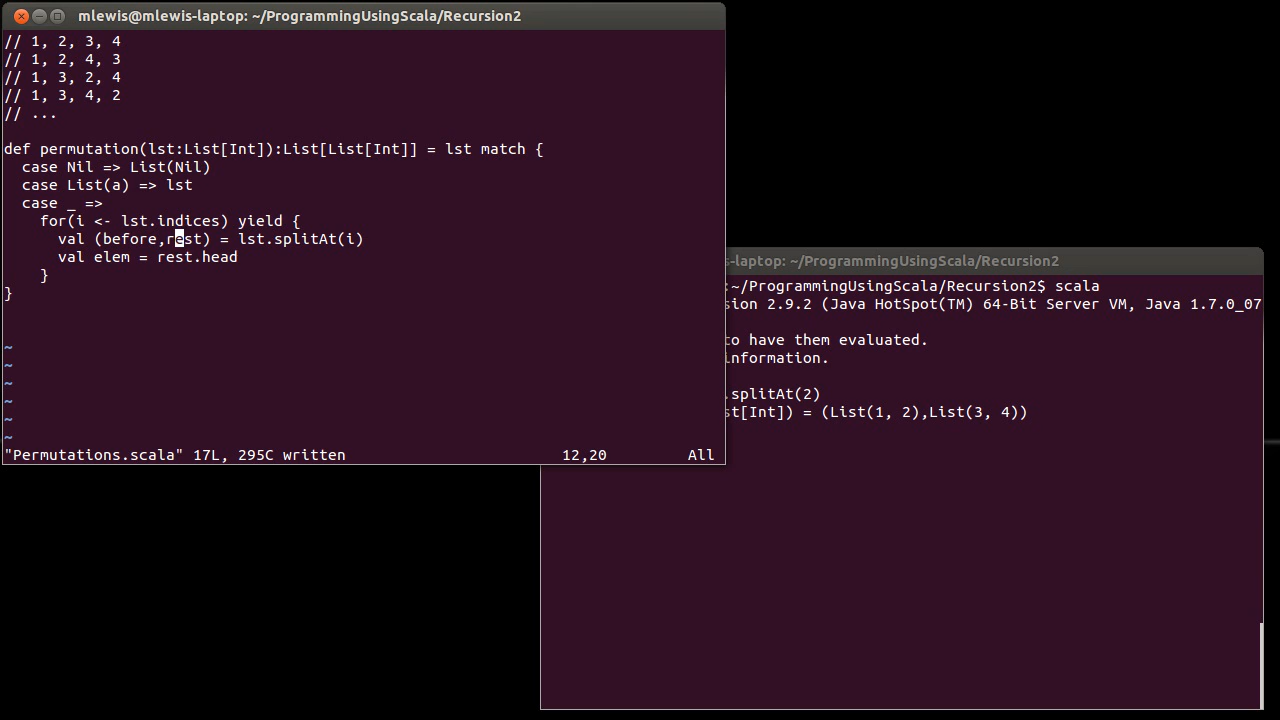 mlewis@mlewis-laptop: ~/ProgrammingUsingScala/Recursion2
// 1, 2, 3, 4
// 1, 2, 4, 3
// 1, 3, 2, 4
// 1, 3, 4, 2
// ...
def permutation(lst:List[Int]):List[List[Int]] = lst match {
  case Nil => List(Nil)
  case List(a) => lst
  case _ =>
    for(i <- lst.indices) yield {
      val (before,rest) = lst.splitAt(i)
      val elem = rest.head
    }
}
~
~
~
~
~
~
"Permutations.scala" 17L, 295C written 12,20 All
s-laptop: ~/ProgrammingUsingScala/Recursion2
:~/ProgrammingUsingScala/Recursion2$ scala
sion 2.9.2 (Java HotSpot(TM) 64-Bit Server VM, Java 1.7.0_07
to have them evaluated.
information.
.splitAt(2)
st[Int]) = (List(1, 2),List(3, 4))